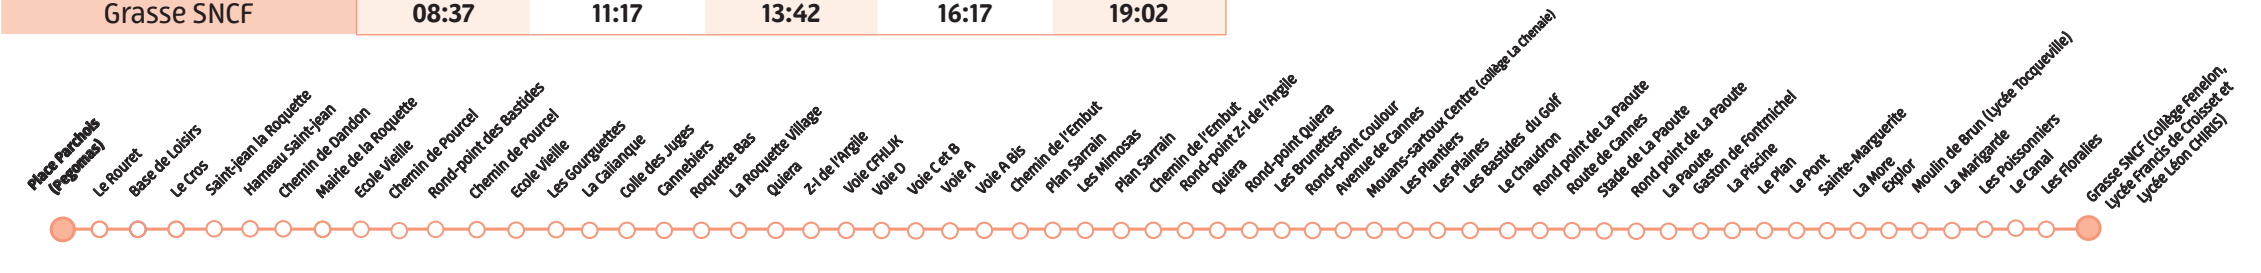 Grasse SNCF 08:37 11:17 13:42 16:17 19:02
Place Parchois
(Pegomas)
Le Rouret
Base de Loisirs
Le Cros
Saint-Jean la Roquette
Hameau Saint-Jean
Chemin de Dandon
Mairie de la Roquette
Ecole Vieille
Chemin de Pourcel
Rond-point des Bastides
Chemin de Pourcel
Ecole Vieille
Les Gourguettes
La Caïanque
Colle des Juges
Cannebiers
Roquette Bas
La Roquette Village
Quiera
Z-I de l'Argile
Voie CFHIJK
Voie D
Voie C et B
Voie A
Voie A Bis
Chemin de l'Embut
Plan Sarrain
Les Mimosas
Plan Sarrain
Chemin de l'Embut
Rond-point Z-I de l'Argile
Quiera
Rond-point Quiera
Les Brunettes
Rond-point Coulour
Avenue de Cannes
Mouans-sartoux Centre (collège La Chenaie)
Les Plantiers
Les Plaines
Les Bastides du Golf
Le Chaudron
Rond point de La Paoute
Route de Cannes
Stade de La Paoute
Rond point de La Paoute
La Paoute
Gaston de Fontmichel
La Piscine
Le Plan
Le Pont
Sainte-Marguerite
La More
Explor
Moulin de Brun (Lycée Tocqueville)
La Marigarde
Les Poissonniers
Le Canal
Les Floralies
Grasse SNCF (Collège Fenelon,
Lycée Francis de Croisset et
Lycée Léon CHIRIS)